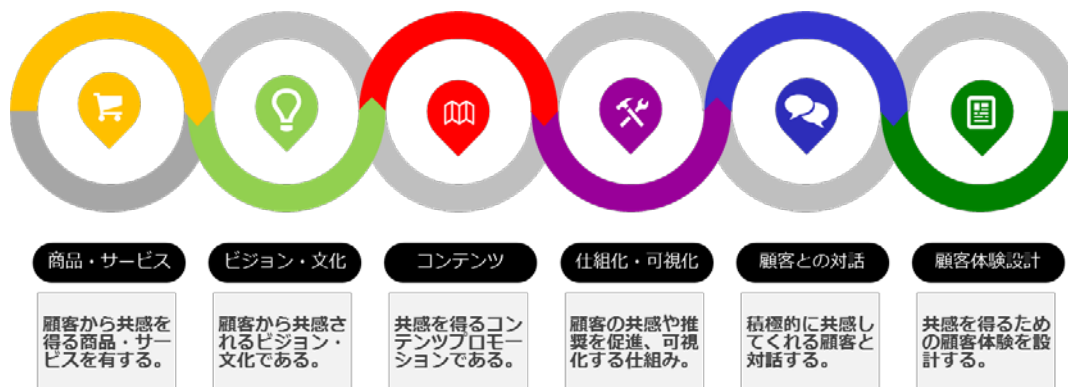 商品・サービス
ビジョン・文化
コンテンツ
仕組化・可視化
顧客との対話
顧客体験設計
顧客から共感を
得る商品・サー
ビスを有する。
顧客から共感さ
れるビジョン・
文化である。
共感を得るコン
テンツプロモー
ションである。
顧客の共感や推
奨を促進、可視
化する仕組み。
積極的に共感し
てくれる顧客と
対話する。
共感を得るため
の顧客体験を設
計する。